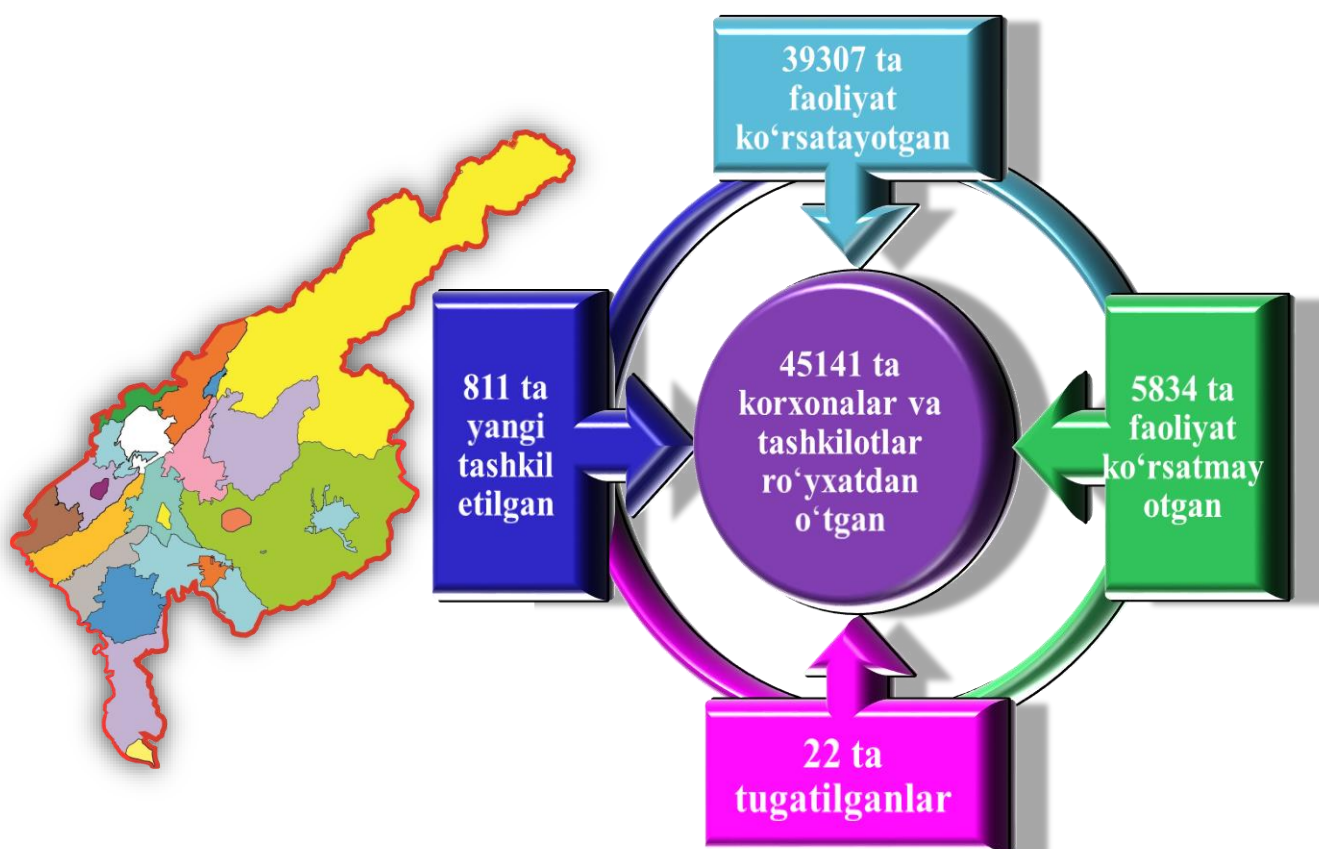 39307 ta
faoliyat
ko‘rsatayotgan
811 ta
yangi
tashkil
etilgan
45141 ta
korxonalar va
tashkilotlar
ro‘yxatdan
o‘tgan
5834 ta
faoliyat
ko‘rsatmay
otgan
22 ta
tugatilganlar